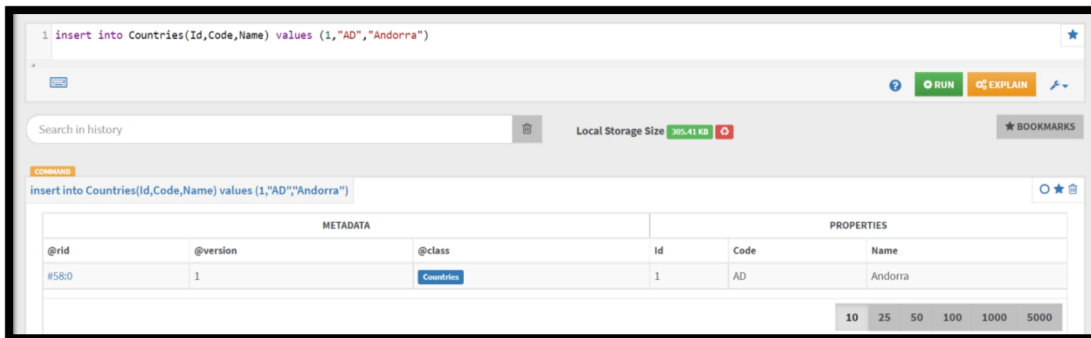 1 insert into Countries(Id,Code,Name) values (1,"AD","Andorra")
? RUN EXPLAIN
Search in history Local Storage Size 305.41 KB BOOKMARKS
COMMAND
insert into Countries(Id,Code,Name) values (1,"AD","Andorra")
METADATA PROPERTIES
@rid @version @class Id Code Name
#58:0 1 Countries 1 AD Andorra
10 25 50 100 1000 5000